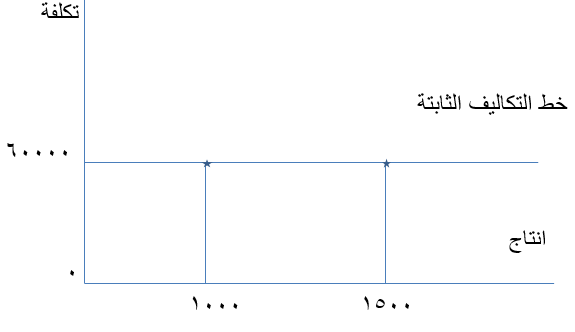 تكلفة
خط التكاليف الثابتة
٦٠٠٠٠
انتاج
٠
١٠٠٠
١٥٠٠